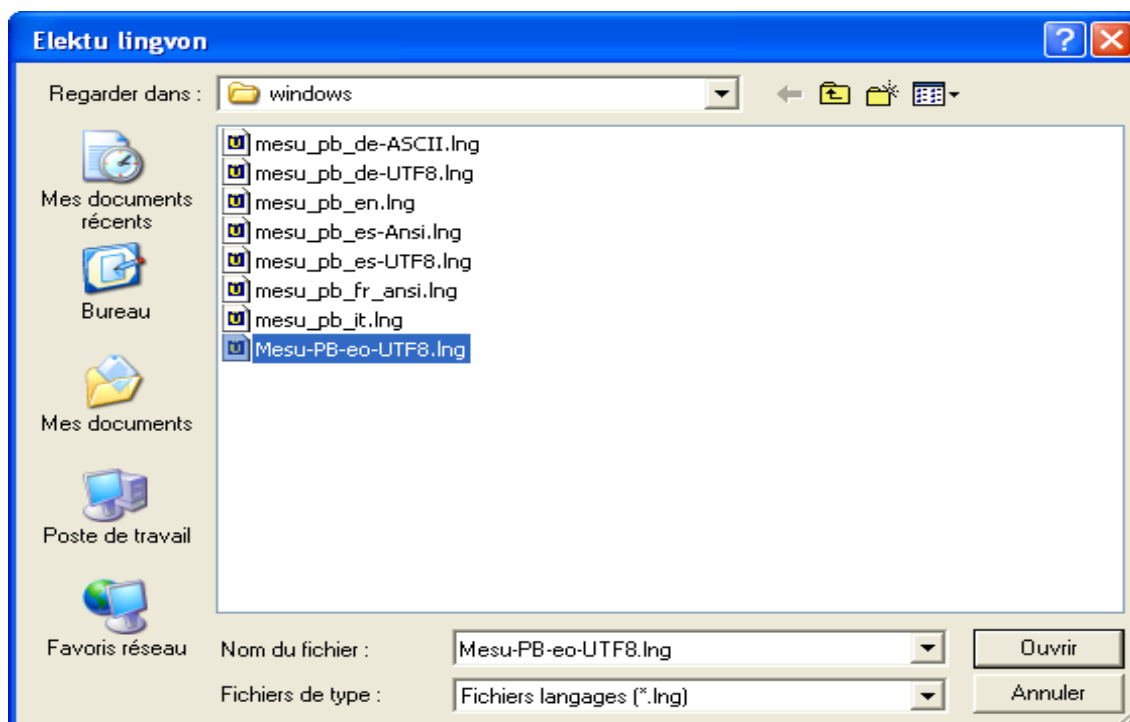 Elektu lingvon
Regarder dans :
windows
mesu_pb_de-ASCII.lng
mesu_pb_de-UTF8.lng
mesu_pb_en.lng
mesu_pb_es-Ansi.lng
mesu_pb_es-UTF8.lng
mesu_pb_fr_ansi.lng
mesu_pb_it.lng
Mesu-PB-eo-UTF8.lng
Mes documents
récents
Bureau
Mes documents
Poste de travail
Favoris réseau
Nom du fichier :
Mesu-PB-eo-UTF8.lng
Ouvrir
Fichiers de type :
Fichiers langages (*.lng)
Annuler